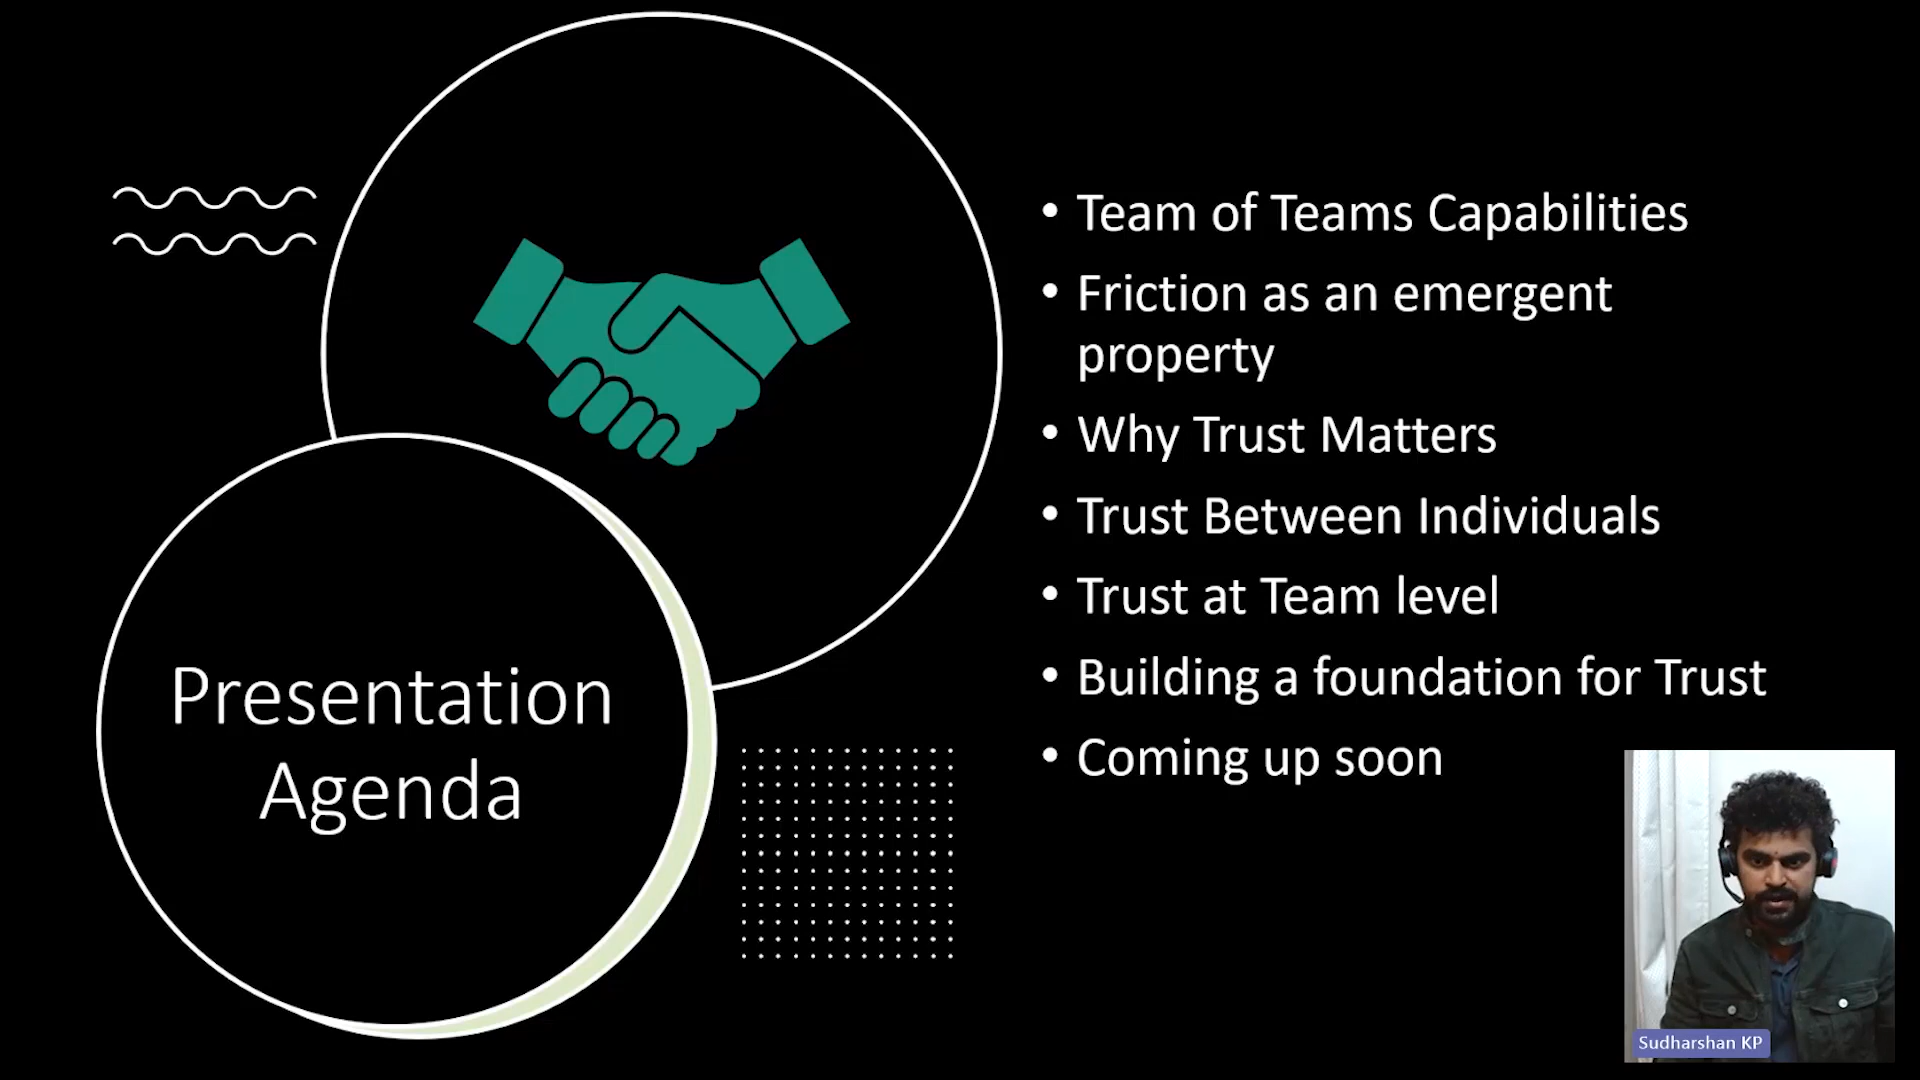 Presentation
Agenda
• Team of Teams Capabilities
• Friction as an emergent
property
• Why Trust Matters
• Trust Between Individuals
• Trust at Team level
• Building a foundation for Trust
• Coming up soon
Sudharshan KP